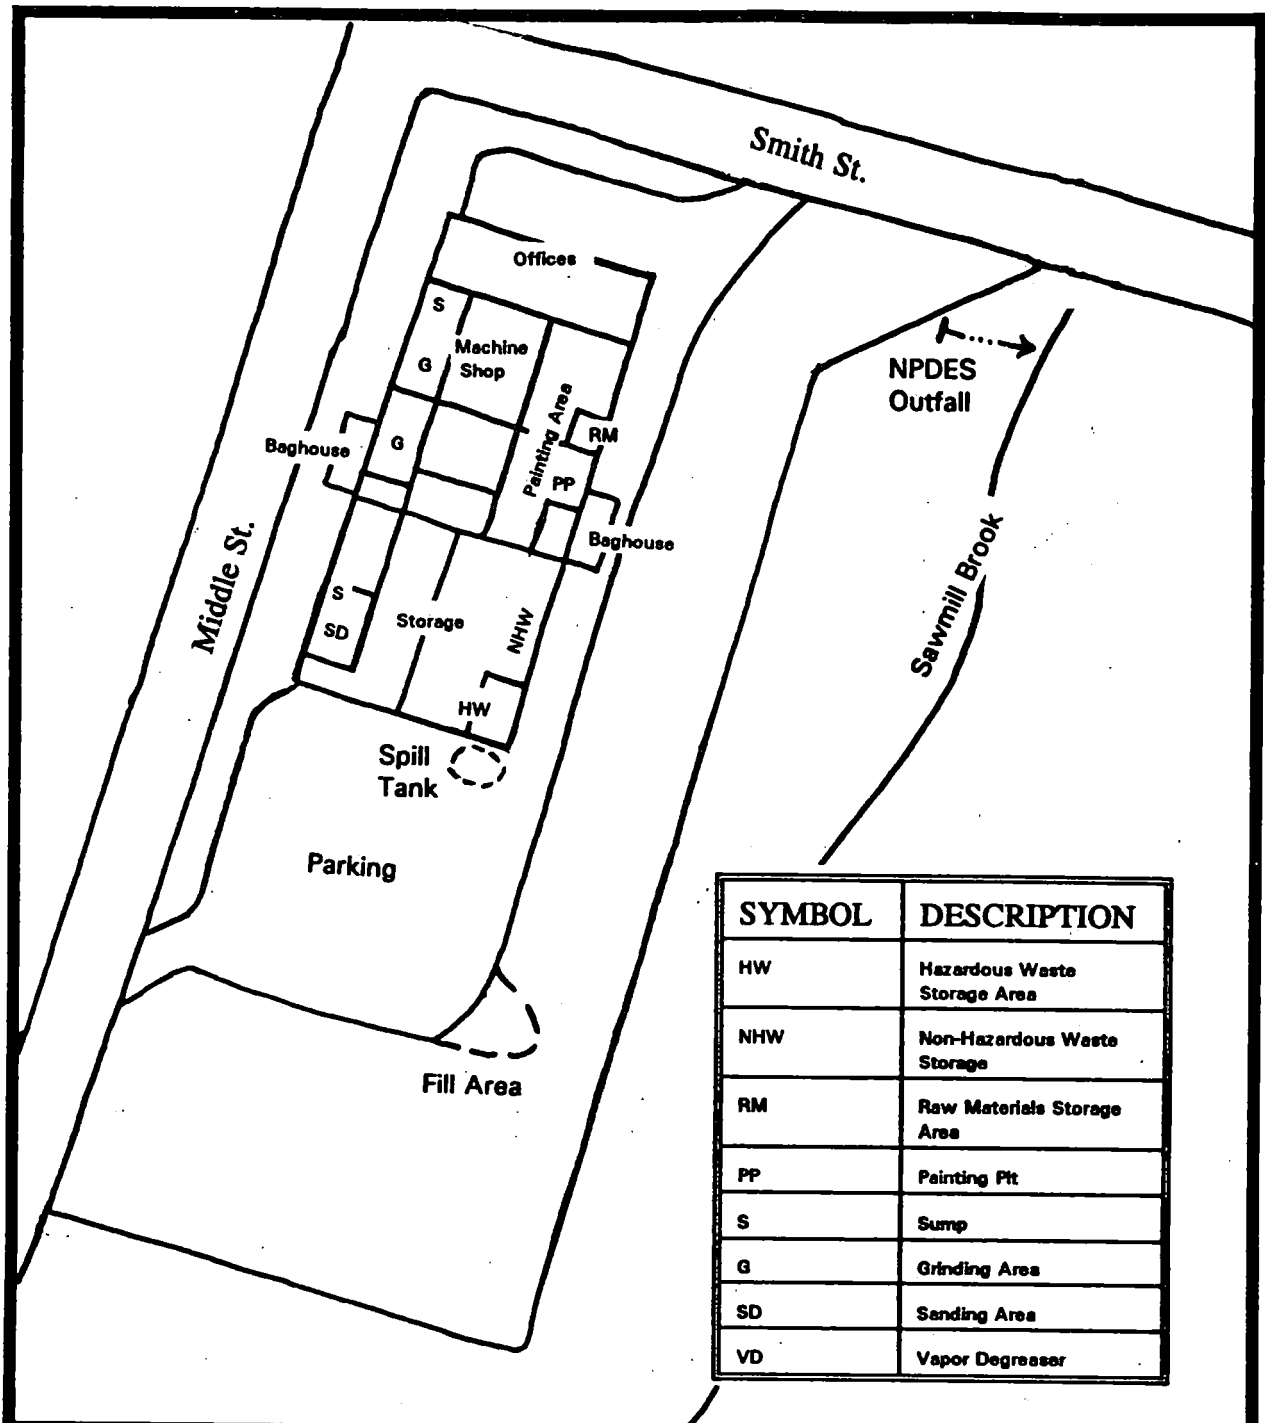 Smith St.
Offices
S
Machine
Shop
G
NPDES
Outfall
Painting Area
RM
Baghouse
G
PP
Baghouse
Middle St.
Sawmill Brook
S
Storage
SD
NHW
HW
Spill
Tank
Parking
Fill Area
SYMBOL DESCRIPTION
HW Hazardous Waste
Storage Area
NHW Non-Hazardous Waste
Storage
RM Raw Materials Storage
Area
PP Painting Pit
S Sump
G Grinding Area
SD Sanding Area
VD Vapor Degreaser